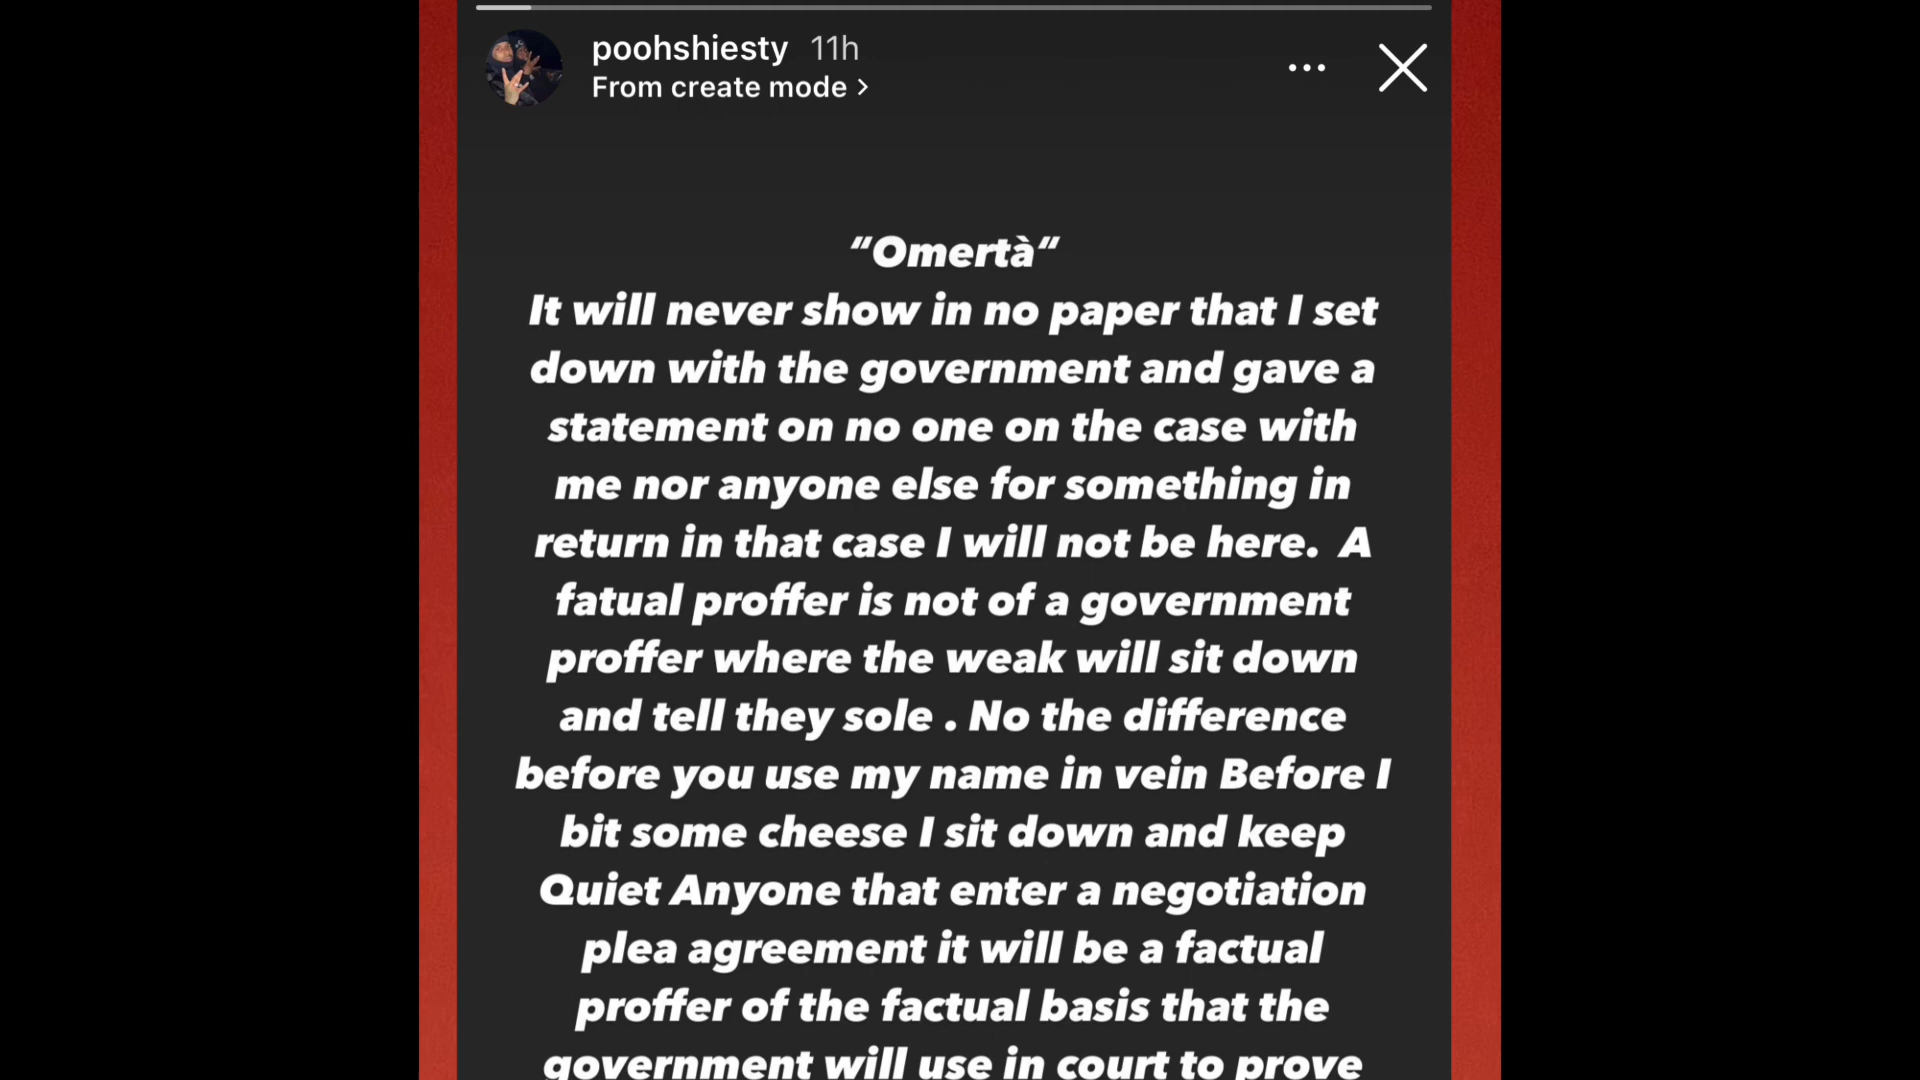 poohshiesty 11h
From create mode >
"Omertà"
It will never show in no paper that I set
down with the government and gave a
statement on no one on the case with
me nor anyone else for something in
return in that case I will not be here. A
fatual proffer is not of a government
proffer where the weak will sit down
and tell they sole . No the difference
before you use my name in vein Before I
bit some cheese I sit down and keep
Quiet Anyone that enter a negotiation
plea agreement it will be a factual
proffer of the factual basis that the
government will use in court to prove